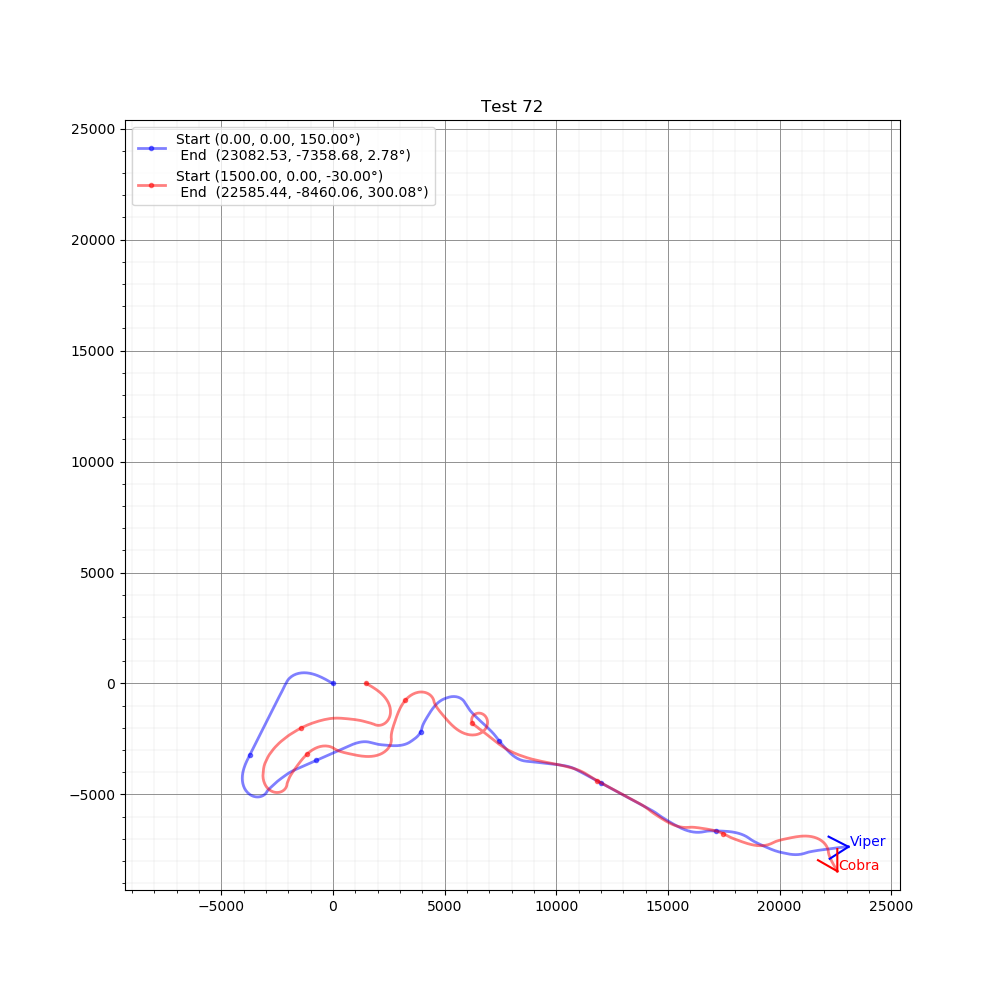 Test 72
Start (0.00, 0.00, 150.00°)
End  (23082.53, -7358.68, 2.78°)
Start (1500.00, 0.00, -30.00°)
End  (22585.44, -8460.06, 300.08°)
25000
20000
15000
10000
5000
0
−5000
Viper
Cobra
−5000 0 5000 10000 15000 20000 25000